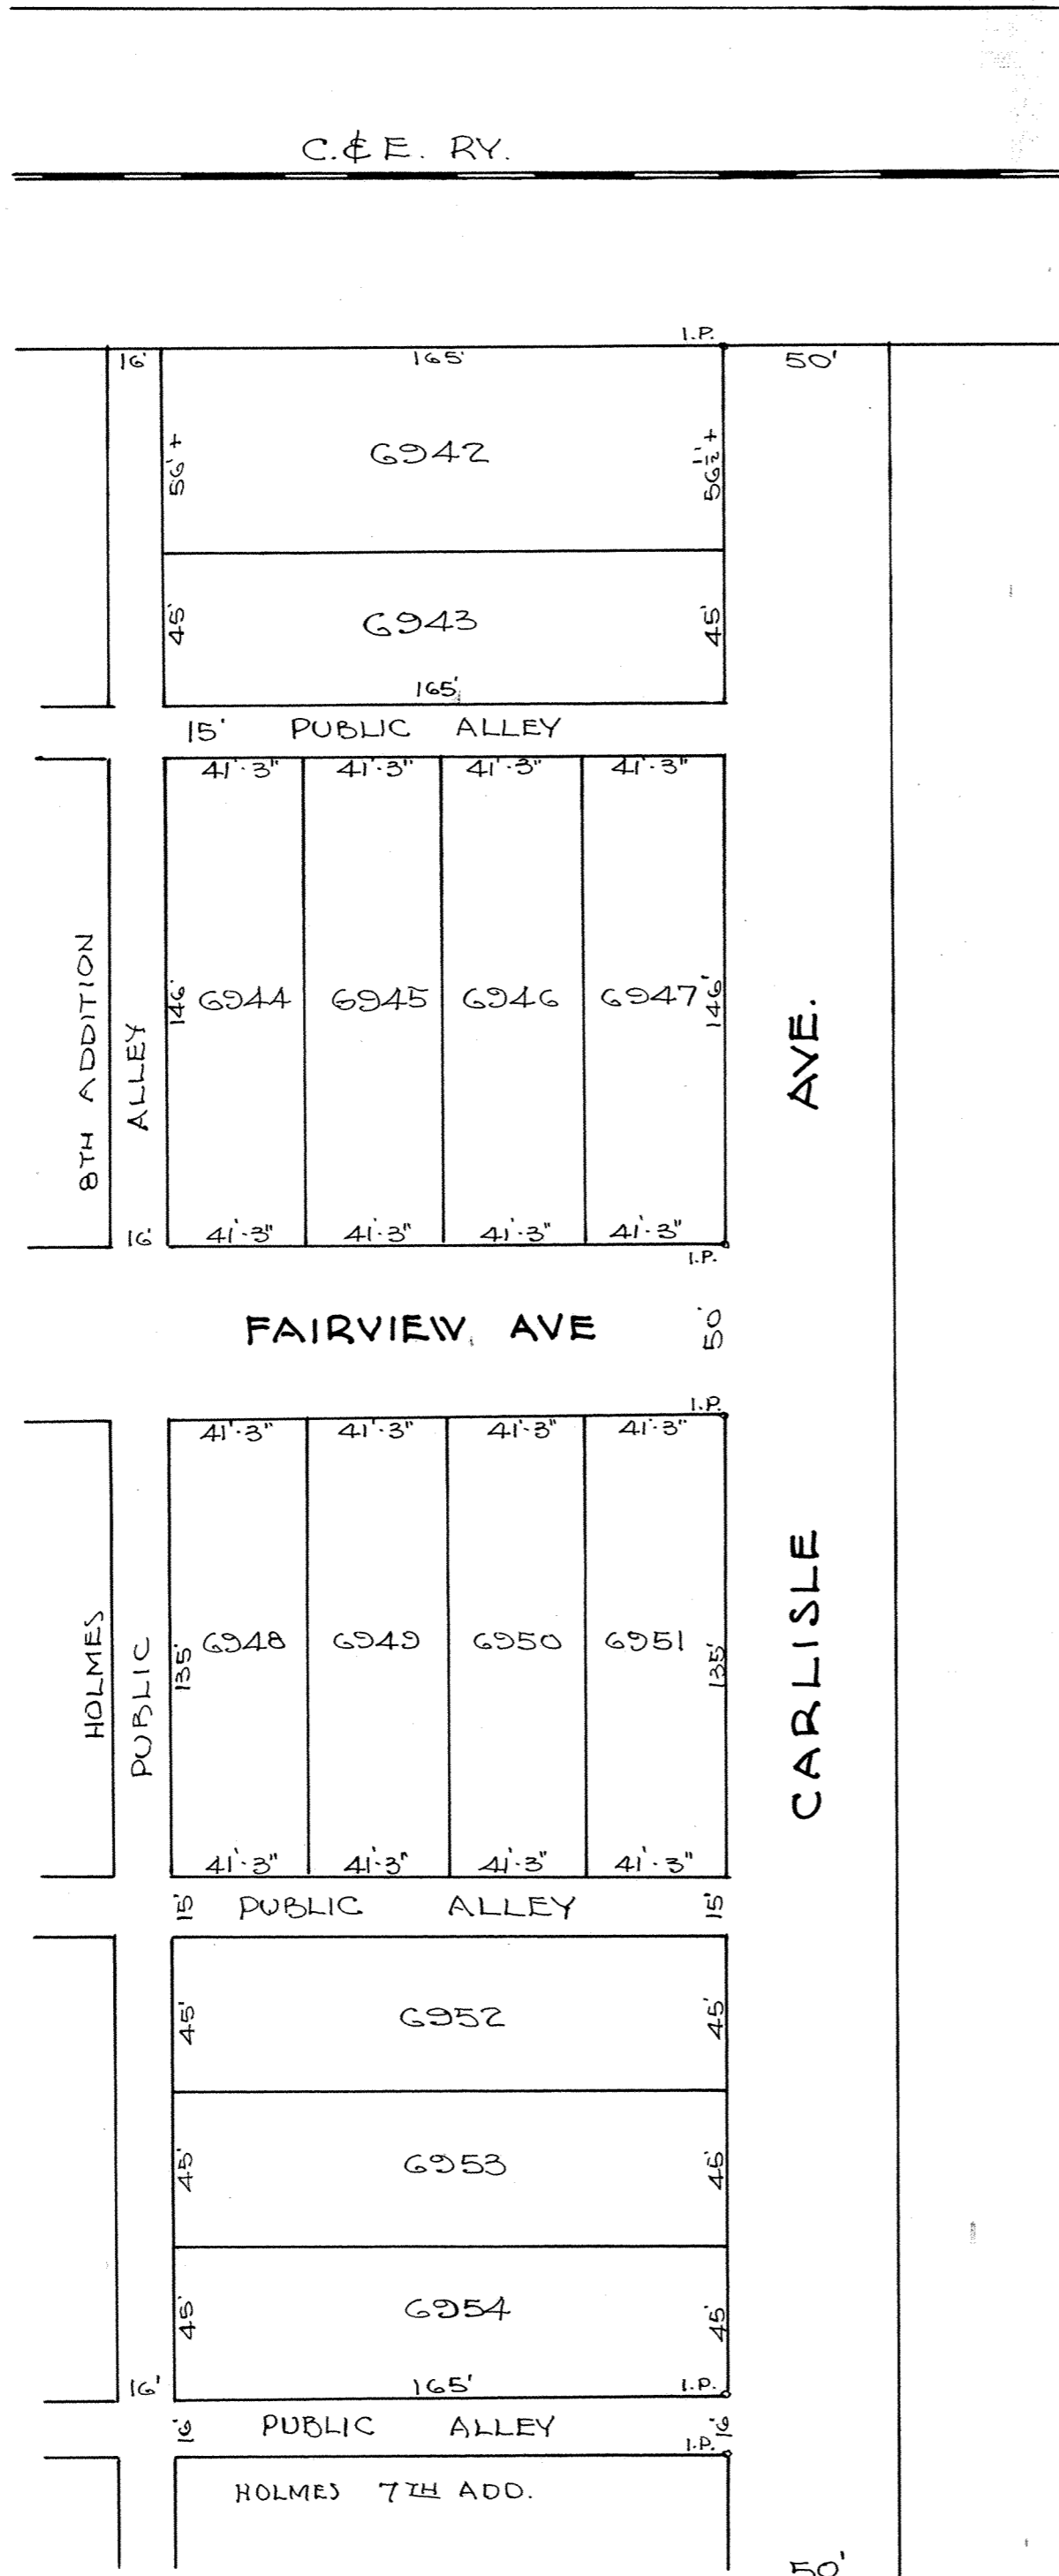 C. & E. RY.
I.P.
16' 165' 50'
56' + 6942 56½' +
45' 6943 45'
165'
15' PUBLIC ALLEY
41'-3" 41'-3" 41'-3" 41'-3"
8TH ADDITION
ALLEY
146' 6944 6945 6946 6947 146'
AVE.
16' 41'-3" 41'-3" 41'-3" 41'-3"
I.P.
FAIRVIEW AVE 50'
I.P.
41'-3" 41'-3" 41'-3" 41'-3"
HOLMES
PUBLIC
135' 6948 6949 6950 6951 135'
CARLISLE
41'-3" 41'-3" 41'-3" 41'-3"
15' PUBLIC ALLEY 15'
45' 6952 45'
45' 6953 45'
45' 6954 45'
16' 165' I.P.
16' PUBLIC ALLEY 16'
I.P.
HOLMES 7TH ADD.
50'